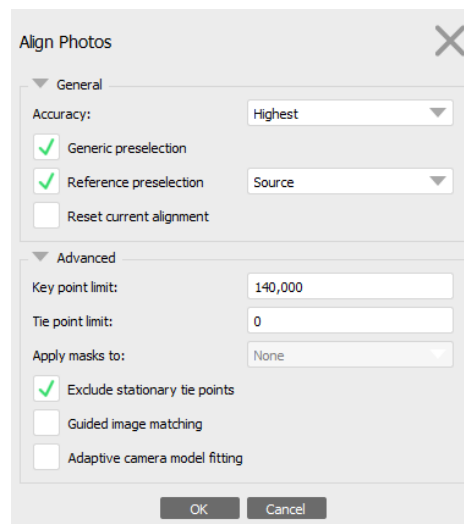 Align Photos
General
Accuracy: Highest
Generic preselection
Reference preselection Source
Reset current alignment
Advanced
Key point limit: 140,000
Tie point limit: 0
Apply masks to: None
Exclude stationary tie points
Guided image matching
Adaptive camera model fitting
OK Cancel